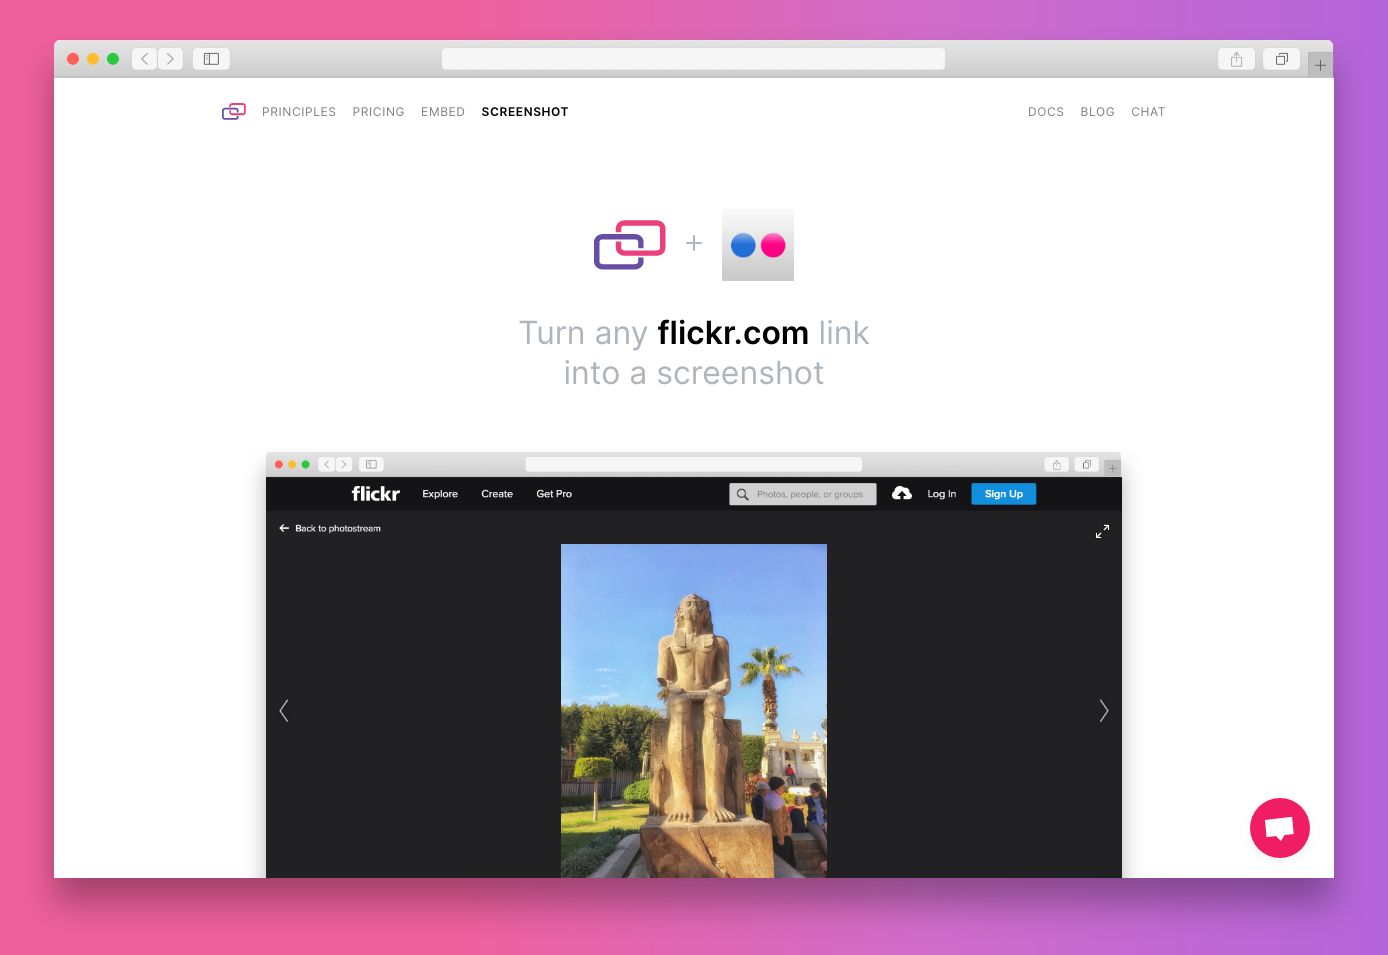 PRINCIPLES PRICING EMBED SCREENSHOT DOCS BLOG CHAT
Turn any flickr.com link
into a screenshot
flickr Explore Create Get Pro Photos, people, or groups Log In Sign Up
Back to photostream